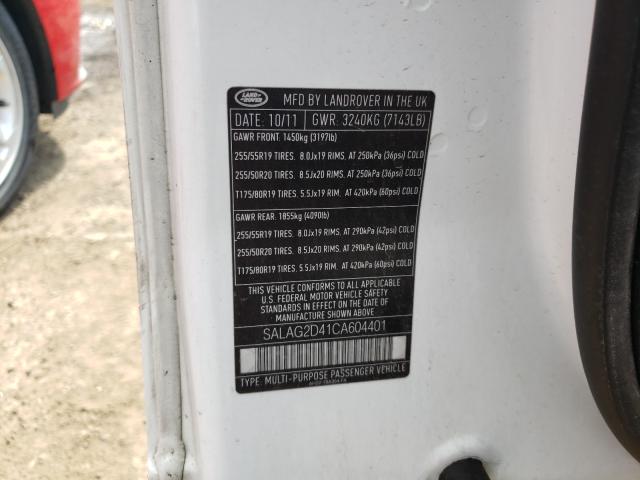 LAND ROVER
MFD BY LANDROVER IN THE UK
DATE: 10/11 GWR: 3240KG (7143LB)
GAWR FRONT. 1450kg (3197lb)
255/55R19 TIRES. 8.0Jx19 RIMS. AT 250kPa (36psi) COLD
255/50R20 TIRES. 8.5Jx20 RIMS. AT 250kPa (36psi) COLD
T175/80R19 TIRES. 5.5Jx19 RIM. AT 420kPa (60psi) COLD
GAWR REAR. 1855kg (4090lb)
255/55R19 TIRES. 8.0Jx19 RIMS. AT 290kPa (42psi) COLD
255/50R20 TIRES. 8.5Jx20 RIMS. AT 290kPa (42psi) COLD
T175/80R19 TIRES. 5.5Jx19 RIM. AT 420kPa (60psi) COLD
THIS VEHICLE CONFORMS TO ALL APPLICABLE
U.S. FEDERAL MOTOR VEHICLE SAFETY
STANDARDS IN EFFECT ON THE DATE OF
MANUFACTURE SHOWN ABOVE.
SALAG2D41CA604401
TYPE: MULTI-PURPOSE PASSENGER VEHICLE